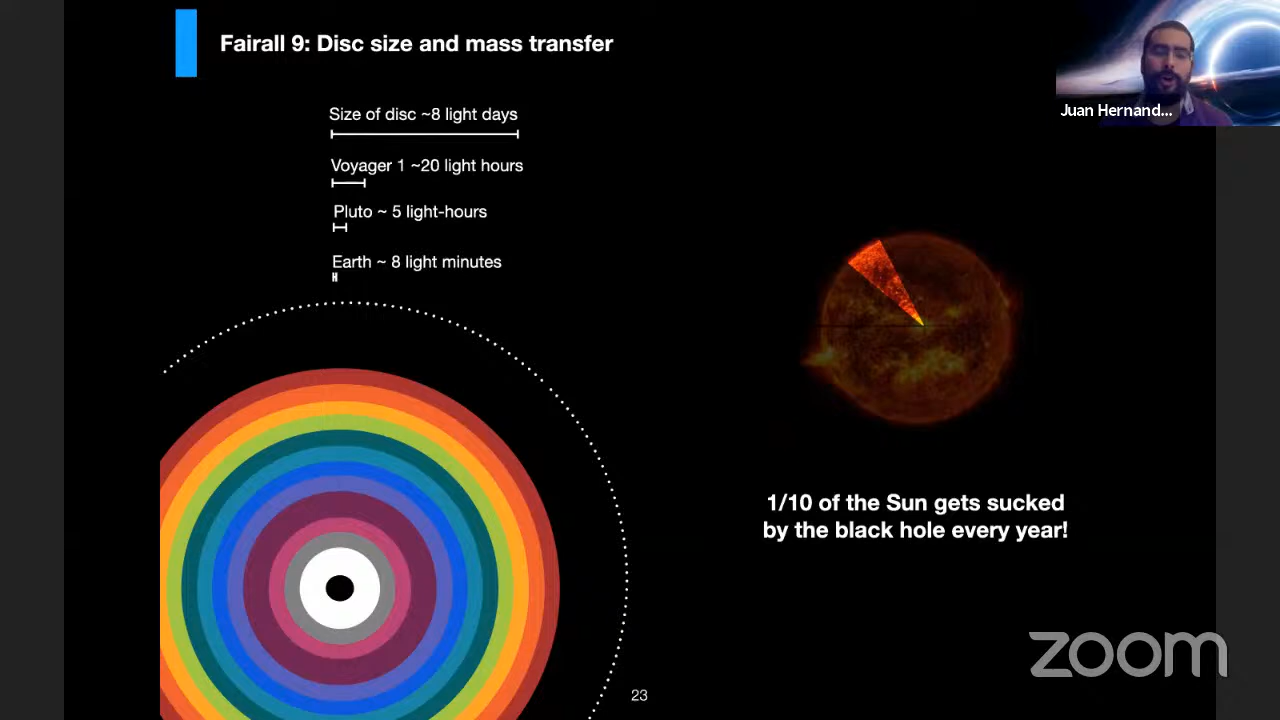 Fairall 9: Disc size and mass transfer
Juan Hernand...
Size of disc ~8 light days
Voyager 1 ~20 light hours
Pluto ~ 5 light-hours
Earth ~ 8 light minutes
1/10 of the Sun gets sucked
by the black hole every year!
zoom
23